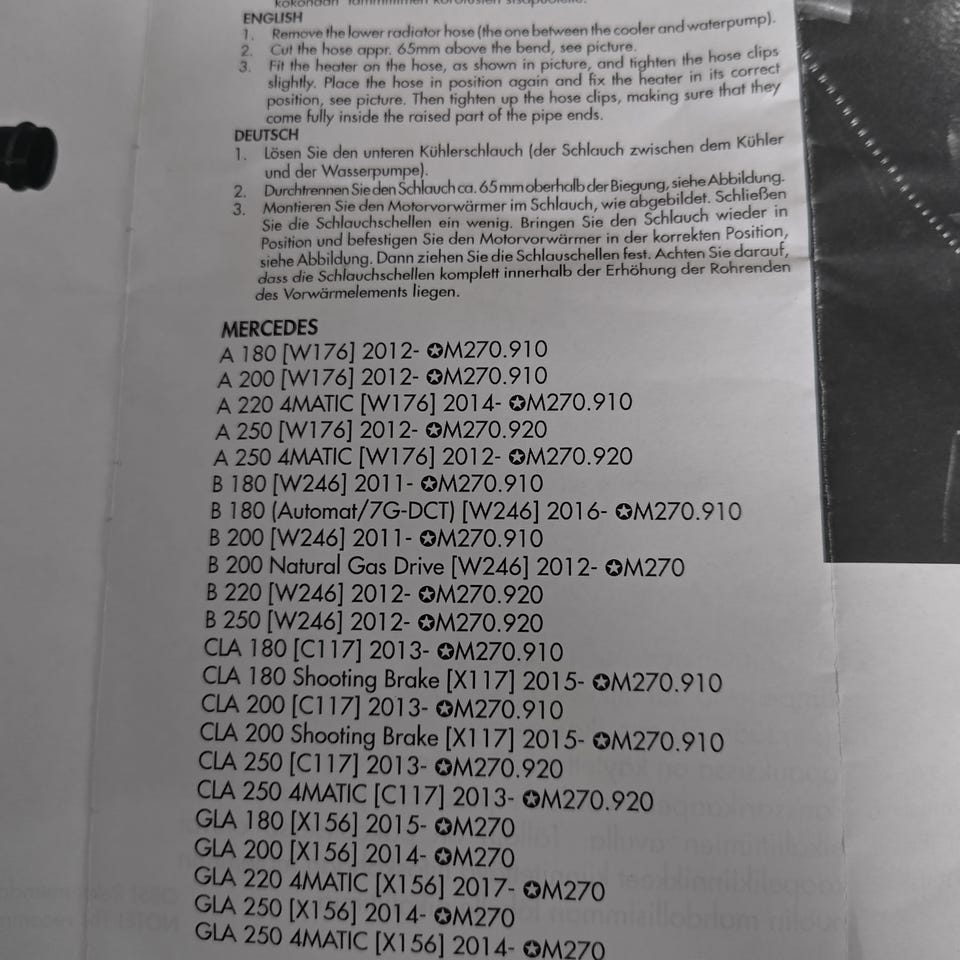 ENGLISH
1. Remove the lower radiator hose (the one between the cooler and waterpump).
2. Cut the hose appr. 65mm above the bend, see picture.
3. Fit the heater on the hose, as shown in picture, and tighten the hose clips
slightly. Place the hose in position again and fix the heater in its correct
position, see picture. Then tighten up the hose clips, making sure that they
come fully inside the raised part of the pipe ends.
DEUTSCH
1. Lösen Sie den unteren Kühlerschlauch (der Schlauch zwischen dem Kühler
und der Wasserpumpe).
2. Durchtrennen Sie den Schlauch ca. 65 mm oberhalb der Biegung, siehe Abbildung.
3. Montieren Sie den Motorvorwärmer im Schlauch, wie abgebildet. Schließen
Sie die Schlauchschellen ein wenig. Bringen Sie den Schlauch wieder in
Position und befestigen Sie den Motorvorwärmer in der korrekten Position,
siehe Abbildung. Dann ziehen Sie die Schlauschellen fest. Achten Sie darauf,
dass die Schlauchschellen komplett innerhalb der Erhöhung der Rohrenden
des Vorwärmelements liegen.
MERCEDES
A 180 [W176] 2012- ✪M270.910
A 200 [W176] 2012- ✪M270.910
A 220 4MATIC [W176] 2014- ✪M270.910
A 250 [W176] 2012- ✪M270.920
A 250 4MATIC [W176] 2012- ✪M270.920
B 180 [W246] 2011- ✪M270.910
B 180 (Automat/7G-DCT) [W246] 2016- ✪M270.910
B 200 [W246] 2011- ✪M270.910
B 200 Natural Gas Drive [W246] 2012- ✪M270
B 220 [W246] 2012- ✪M270.920
B 250 [W246] 2012- ✪M270.920
CLA 180 [C117] 2013- ✪M270.910
CLA 180 Shooting Brake [X117] 2015- ✪M270.910
CLA 200 [C117] 2013- ✪M270.910
CLA 200 Shooting Brake [X117] 2015- ✪M270.910
CLA 250 [C117] 2013- ✪M270.920
CLA 250 4MATIC [C117] 2013- ✪M270.920
GLA 180 [X156] 2015- ✪M270
GLA 200 [X156] 2014- ✪M270
GLA 220 4MATIC [X156] 2017- ✪M270
GLA 250 [X156] 2014- ✪M270
GLA 250 4MATIC [X156] 2014- ✪M270